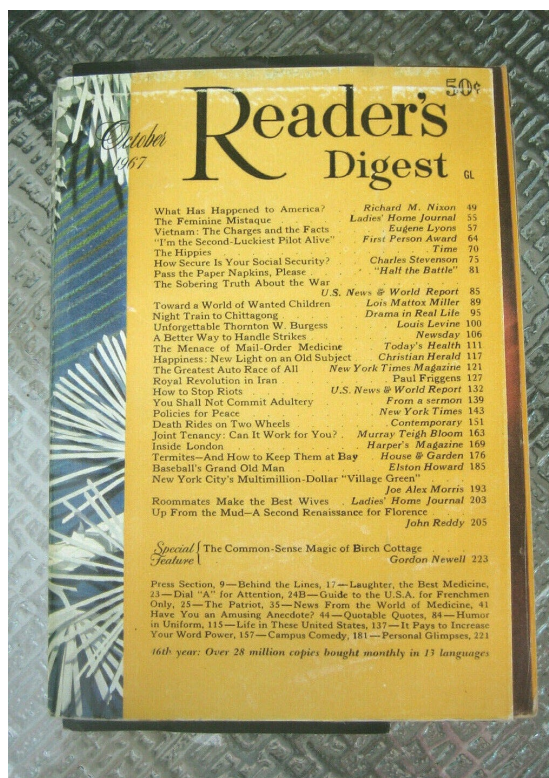 50¢
October
1967
Reader's
Digest
GL
What Has Happened to America? Richard M. Nixon 49
The Feminine Mistaque Ladies' Home Journal 55
Vietnam: The Charges and the Facts Eugene Lyons 57
"I'm the Second-Luckiest Pilot Alive" First Person Award 64
The Hippies Time 70
How Secure Is Your Social Security? Charles Stevenson 75
Pass the Paper Napkins, Please "Half the Battle" 81
The Sobering Truth About the War
U.S. News & World Report 85
Toward a World of Wanted Children Lois Mattox Miller 89
Night Train to Chittagong Drama in Real Life 95
Unforgettable Thornton W. Burgess Louis Levine 100
A Better Way to Handle Strikes Newsday 106
The Menace of Mail-Order Medicine Today's Health 111
Happiness: New Light on an Old Subject Christian Herald 117
The Greatest Auto Race of All New York Times Magazine 121
Royal Revolution in Iran Paul Friggens 127
How to Stop Riots U.S. News & World Report 132
You Shall Not Commit Adultery From a sermon 139
Policies for Peace New York Times 143
Death Rides on Two Wheels Contemporary 151
Joint Tenancy: Can It Work for You? Murray Teigh Bloom 163
Inside London Harper's Magazine 169
Termites—And How to Keep Them at Bay House & Garden 176
Baseball's Grand Old Man Elston Howard 185
New York City's Multimillion-Dollar "Village Green"
Joe Alex Morris 193
Roommates Make the Best Wives Ladies' Home Journal 203
Up From the Mud—A Second Renaissance for Florence
John Reddy 205
Special Feature { The Common-Sense Magic of Birch Cottage
Gordon Newell 223
Press Section, 9—Behind the Lines, 17—Laughter, the Best Medicine,
23—Dial "A" for Attention, 24B—Guide to the U.S.A. for Frenchmen
Only, 25—The Patriot, 35—News From the World of Medicine, 41
Have You an Amusing Anecdote? 44—Quotable Quotes, 84—Humor
in Uniform, 115—Life in These United States, 137—It Pays to Increase
Your Word Power, 157—Campus Comedy, 181—Personal Glimpses, 221
46th year: Over 28 million copies bought monthly in 13 languages